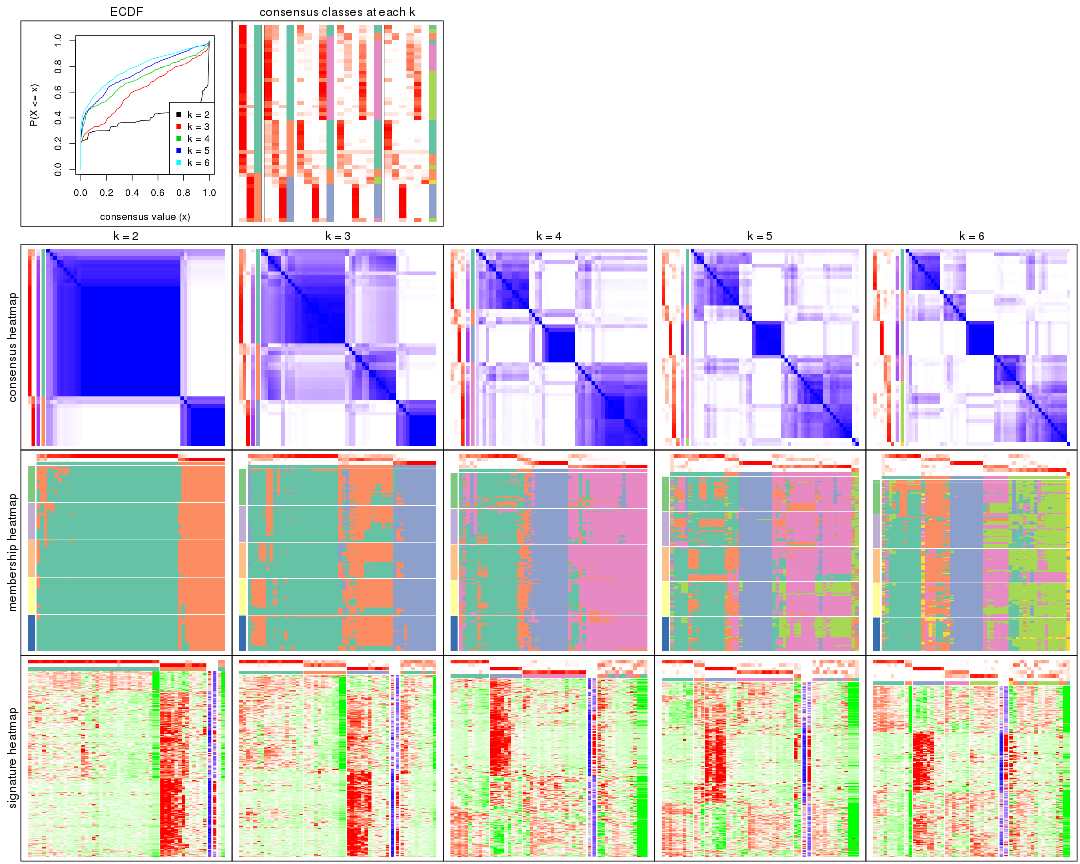 ECDF
consensus classes at each k
P(X <= x)
0.0 0.2 0.4 0.6 0.8 1.0
k = 2
k = 3
k = 4
k = 5
k = 6
0.0 0.2 0.4 0.6 0.8 1.0
consensus value (x)
k = 2
k = 3
k = 4
k = 5
k = 6
consensus heatmap
membership heatmap
signature heatmap